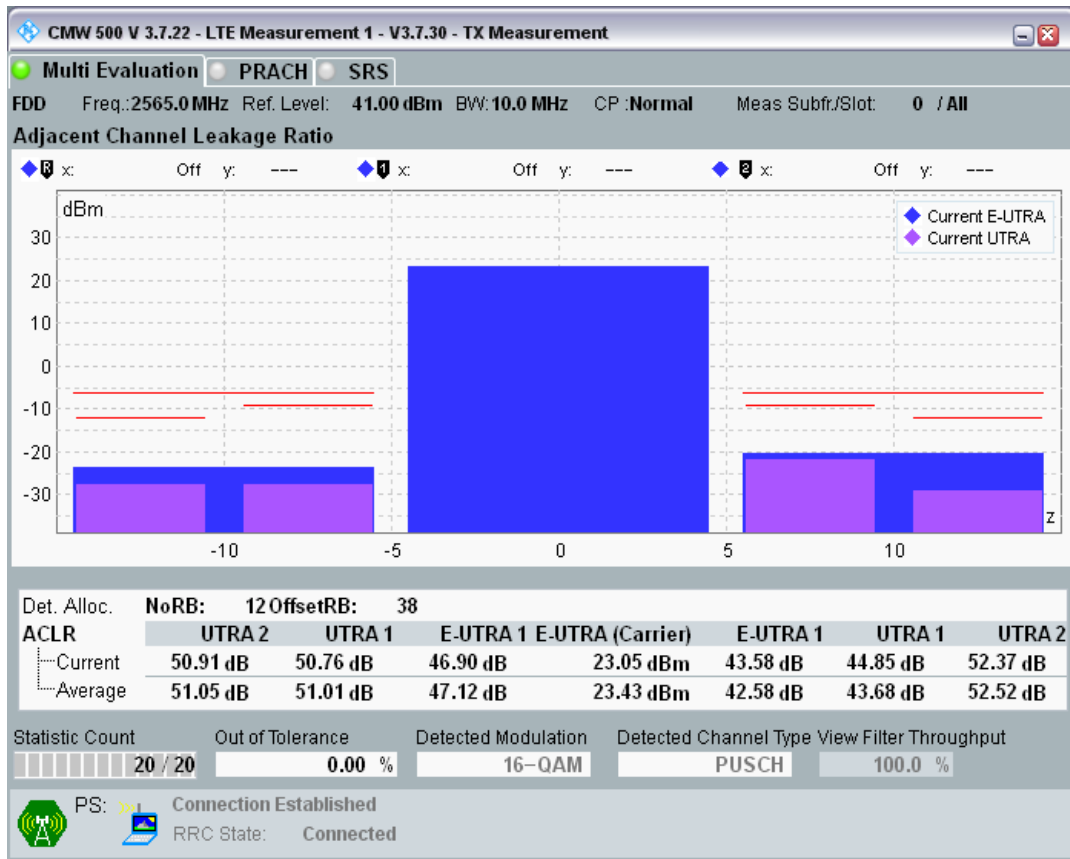 CMW 500 V 3.7.22 - LTE Measurement 1 - V3.7.30 - TX Measurement
Multi Evaluation PRACH SRS
FDD Freq.:2565.0 MHz Ref. Level: 41.00 dBm BW:10.0 MHz CP :Normal Meas Subfr./Slot: 0 / All
Adjacent Channel Leakage Ratio
R x: Off y: --- 1 x: Off y: --- 2 x: Off y: ---
dBm
Current E-UTRA
Current UTRA
30
20
10
0
-10
-20
-30
z
-10 -5 0 5 10
Det. Alloc. NoRB: 12 OffsetRB: 38
ACLR UTRA 2 UTRA 1 E-UTRA 1 E-UTRA (Carrier) E-UTRA 1 UTRA 1 UTRA 2
Current 50.91 dB 50.76 dB 46.90 dB 23.05 dBm 43.58 dB 44.85 dB 52.37 dB
Average 51.05 dB 51.01 dB 47.12 dB 23.43 dBm 42.58 dB 43.68 dB 52.52 dB
Statistic Count Out of Tolerance Detected Modulation Detected Channel Type View Filter Throughput
20 / 20 0.00 % 16-QAM PUSCH 100.0 %
PS: Connection Established
RRC State: Connected